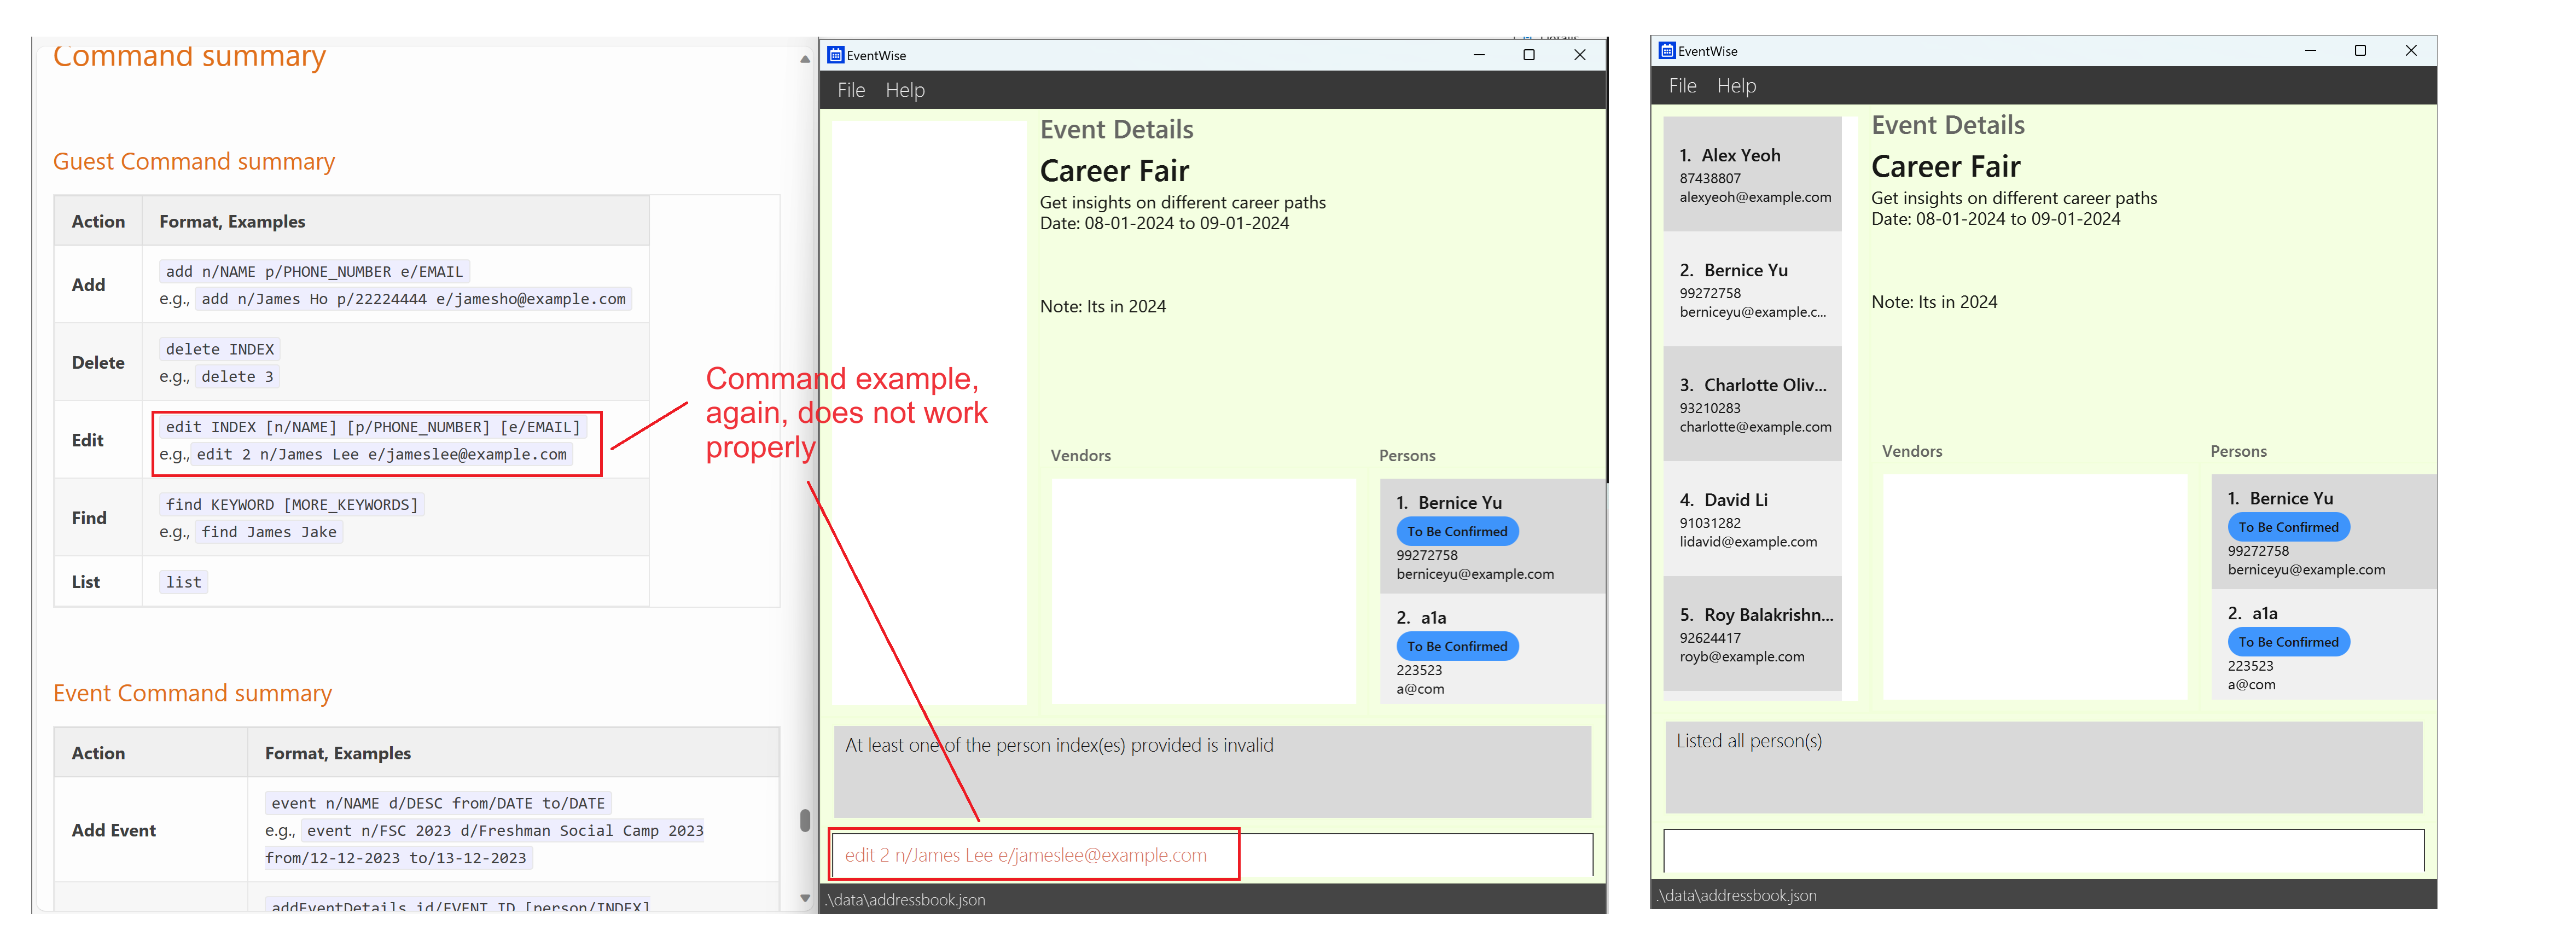 Command summary
Guest Command summary
Action Format, Examples
Add add n/NAME p/PHONE_NUMBER e/EMAIL
e.g., add n/James Ho p/22224444 e/jamesho@example.com
Delete delete INDEX
e.g., delete 3
Edit edit INDEX [n/NAME] [p/PHONE_NUMBER] [e/EMAIL]
e.g., edit 2 n/James Lee e/jameslee@example.com
Find find KEYWORD [MORE_KEYWORDS]
e.g., find James Jake
List list
Event Command summary
Action Format, Examples
Add Event event n/NAME d/DESC from/DATE to/DATE
e.g., event n/FSC 2023 d/Freshman Social Camp 2023
from/12-12-2023 to/13-12-2023
addEventDetails id/EVENT_ID [person/INDEX]
Command example,
again, does not work
properly
EventWise
File Help
Event Details
Career Fair
Get insights on different career paths
Date: 08-01-2024 to 09-01-2024
Note: Its in 2024
Vendors
Persons
1. Bernice Yu
To Be Confirmed
99272758
berniceyu@example.com
2. a1a
To Be Confirmed
223523
a@com
At least one of the person index(es) provided is invalid
edit 2 n/James Lee e/jameslee@example.com
.\data\addressbook.json
EventWise
File Help
1. Alex Yeoh
87438807
alexyeoh@example.com
2. Bernice Yu
99272758
berniceyu@example.c...
3. Charlotte Oliv...
93210283
charlotte@example.com
4. David Li
91031282
lidavid@example.com
5. Roy Balakrishn...
92624417
royb@example.com
Event Details
Career Fair
Get insights on different career paths
Date: 08-01-2024 to 09-01-2024
Note: Its in 2024
Vendors
Persons
1. Bernice Yu
To Be Confirmed
99272758
berniceyu@example.com
2. a1a
To Be Confirmed
223523
a@com
Listed all person(s)
.\data\addressbook.json